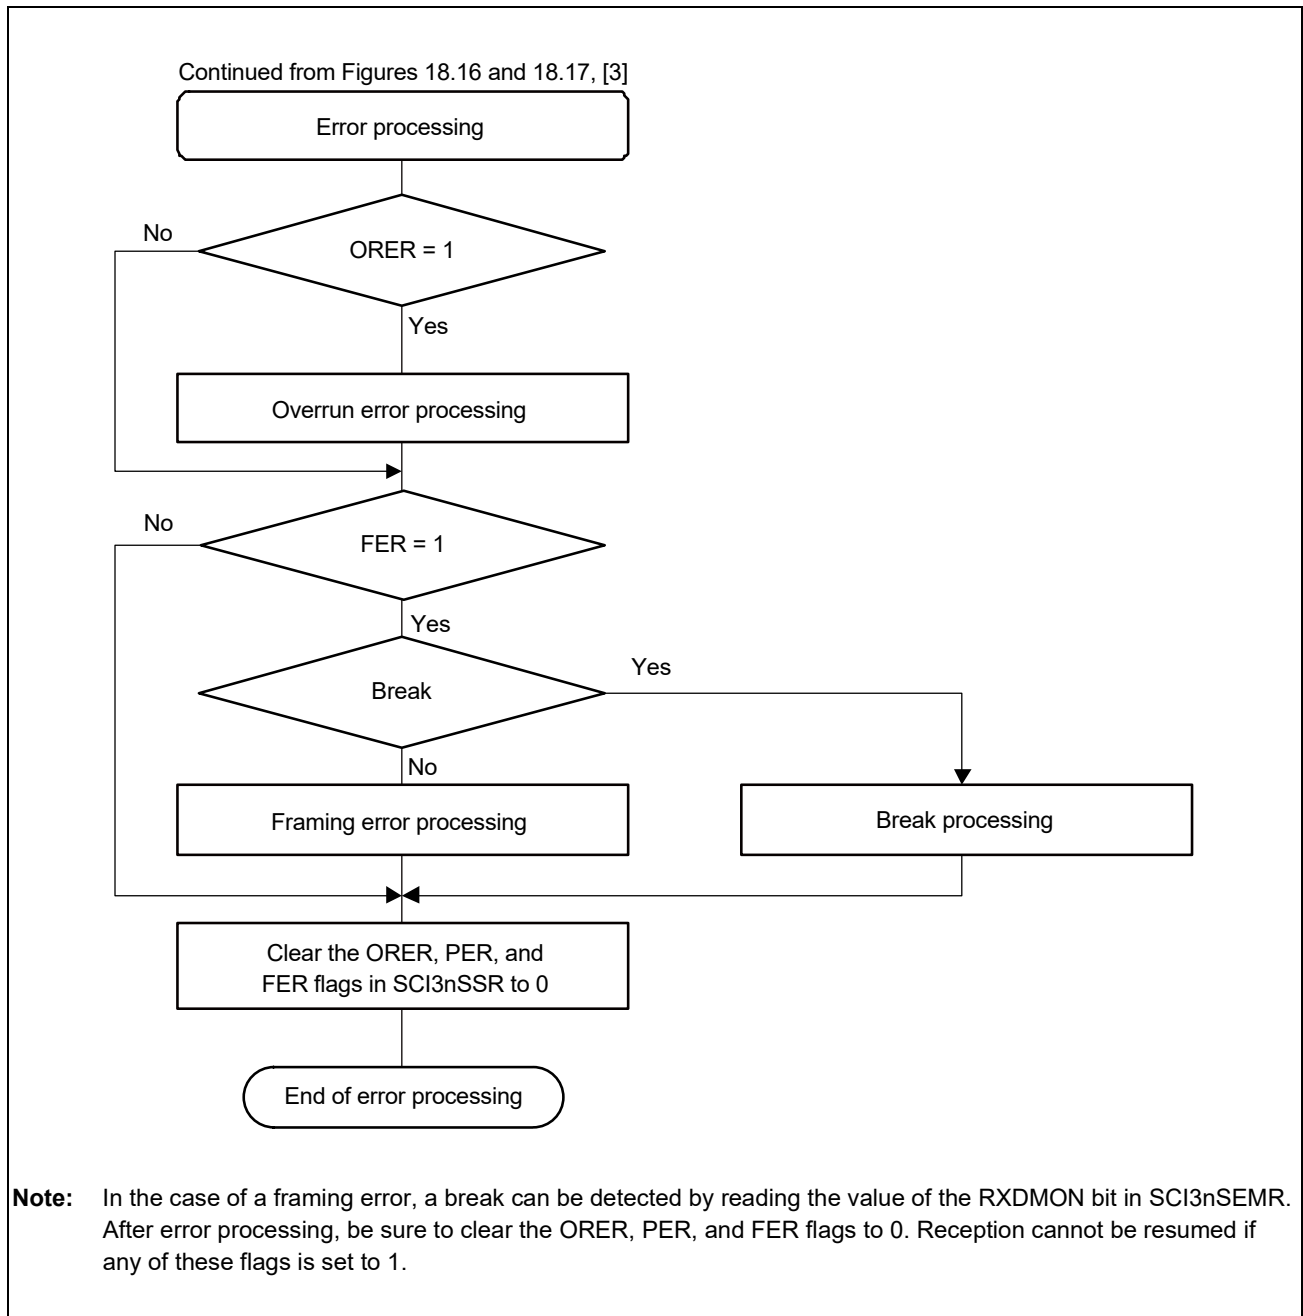 Continued from Figures 18.16 and 18.17, [3]
Error processing
No
ORER = 1
Yes
Overrun error processing
No
FER = 1
Yes
Yes
Break
No
Framing error processing
Break processing
Clear the ORER, PER, and
FER flags in SCI3nSSR to 0
End of error processing
Note: In the case of a framing error, a break can be detected by reading the value of the RXDMON bit in SCI3nSEMR.
After error processing, be sure to clear the ORER, PER, and FER flags to 0. Reception cannot be resumed if
any of these flags is set to 1.